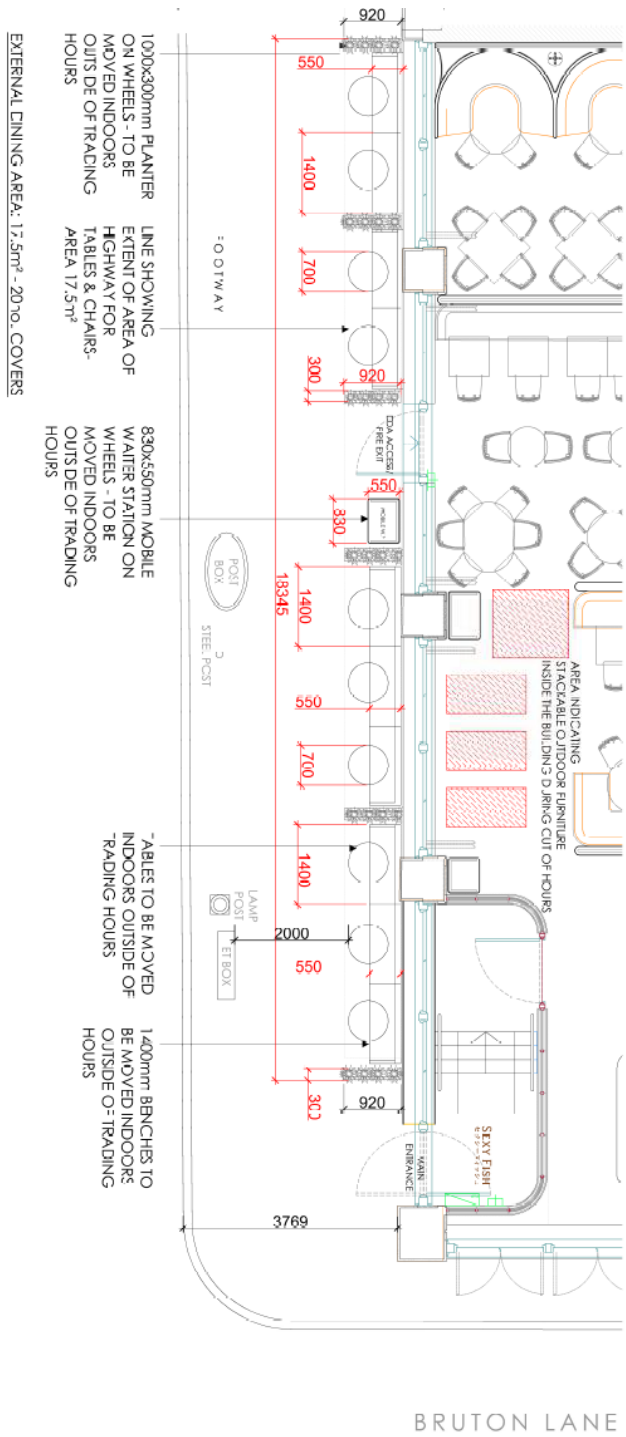 920
550
1400
700
300
920
550
830
18345
1400
550
700
1400
2000
550
300
920
3769
1000x300mm PLANTER
ON WHEELS - TO BE
MOVED INDOORS
OUTSIDE OF TRADING
HOURS
LINE SHOWING
EXTENT OF AREA OF
HIGHWAY FOR
TABLES & CHAIRS-
AREA 17.5m²
830x550mm MOBILE
WAITER STATION ON
WHEELS - TO BE
MOVED INDOORS
OUTSIDE OF TRADING
HOURS
TABLES TO BE MOVED
INDOORS OUTSIDE OF
TRADING HOURS
1400mm BENCHES TO
BE MOVED INDOORS
OUTSIDE OF TRADING
HOURS
EXTERNAL DINING AREA: 17.5m² - 20no. COVERS
FOOTWAY
DDA ACCESS/
FIRE EXIT
POST
BOX
STEEL POST
LAMP
POST
ET BOX
AREA INDICATING
STACKABLE OUTDOOR FURNITURE
INSIDE THE BUILDING DURING OUT OF HOURS
SEXY FISH
MAIN
ENTRANCE
BRUTON LANE